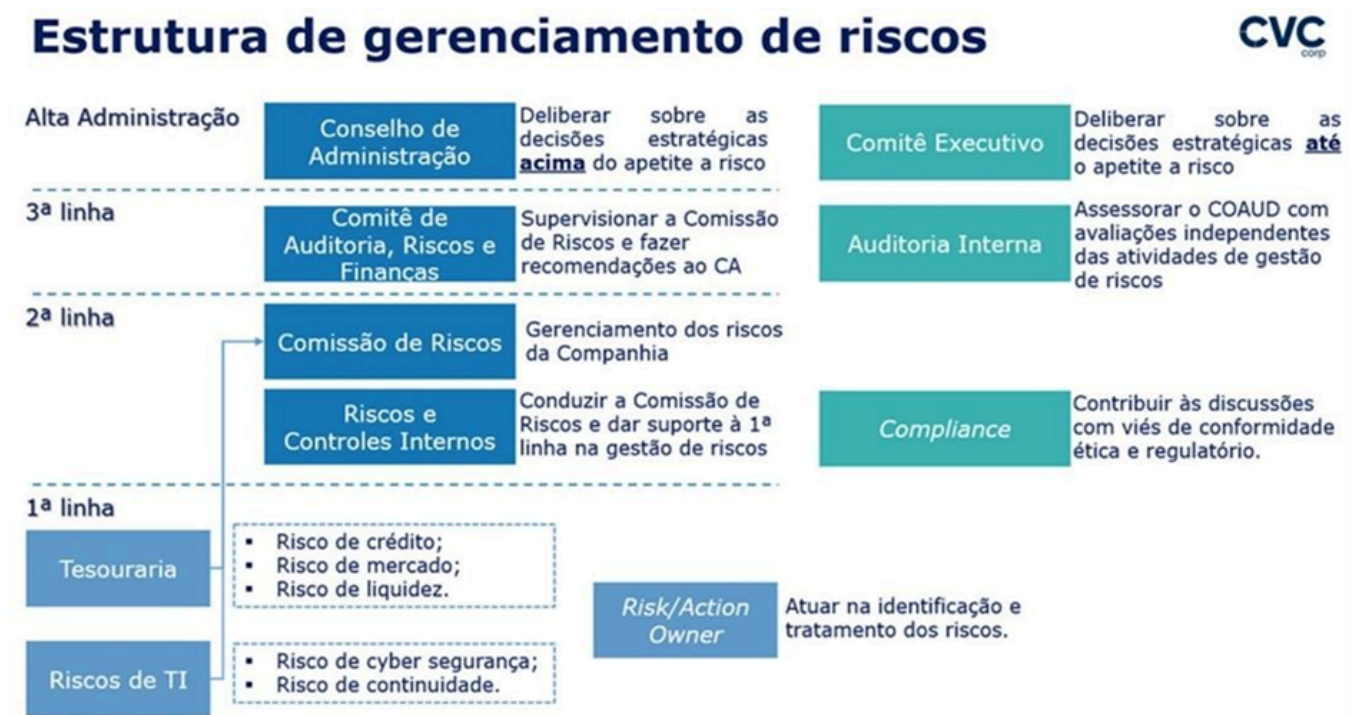 Estrutura de gerenciamento de riscos
CVC
corp
Alta Administração
Conselho de
Administração
Deliberar sobre as
decisões estratégicas
acima do apetite a risco
Comitê Executivo
Deliberar sobre as
decisões estratégicas até
o apetite a risco
3ª linha
Comitê de
Auditoria, Riscos e
Finanças
Supervisionar a Comissão
de Riscos e fazer
recomendações ao CA
Auditoria Interna
Assessorar o COAUD com
avaliações independentes
das atividades de gestão
de riscos
2ª linha
Comissão de Riscos
Gerenciamento dos riscos
da Companhia
Riscos e
Controles Internos
Conduzir a Comissão de
Riscos e dar suporte à 1ª
linha na gestão de riscos
Compliance
Contribuir às discussões
com viés de conformidade
ética e regulatório.
1ª linha
Tesouraria
▪ Risco de crédito;
▪ Risco de mercado;
▪ Risco de liquidez.
Risk/Action
Owner
Atuar na identificação e
tratamento dos riscos.
Riscos de TI
▪ Risco de cyber segurança;
▪ Risco de continuidade.